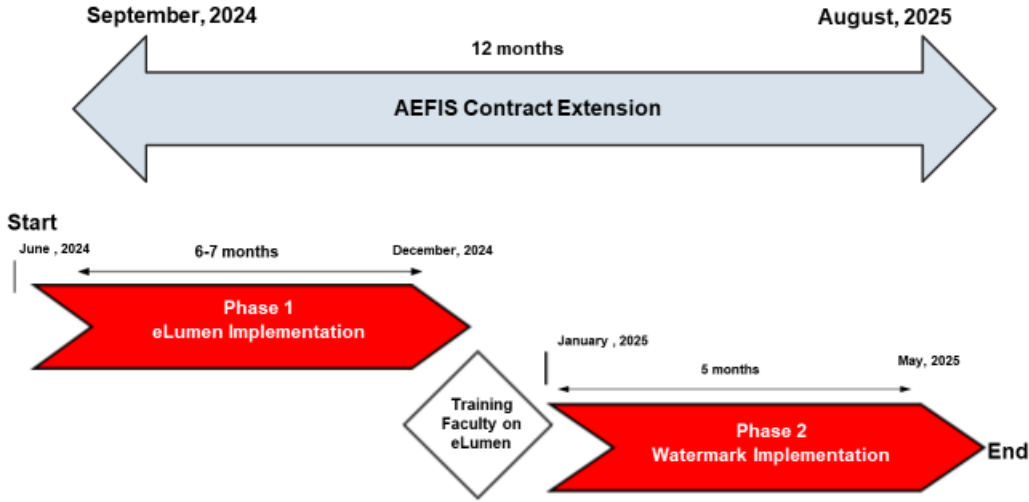 September, 2024
August, 2025
12 months
AEFIS Contract Extension
Start
June , 2024
6-7 months
December, 2024
Phase 1
eLumen Implementation
January , 2025
5 months
May, 2025
Training
Faculty on
eLumen
Phase 2
Watermark Implementation
End